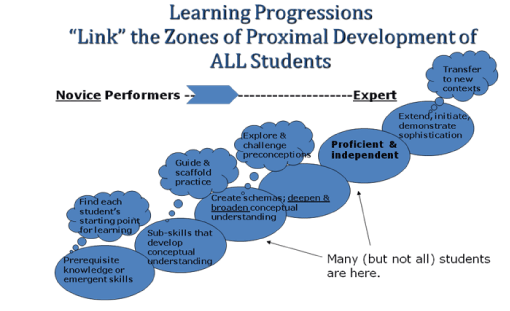 Learning Progressions
“Link” the Zones of Proximal Development of
ALL Students
Novice Performers
Expert
Transfer
to new
contexts
Extend, initiate,
demonstrate
sophistication
Explore &
challenge
preconceptions
Proficient &
independent
Guide &
scaffold
practice
Create schemas; deepen &
broaden conceptual
understanding
Find each
student's
starting point
for learning
Sub-skills that
develop
conceptual
understanding
Prerequisite
knowledge or
emergent skills
Many (but not all) students
are here.